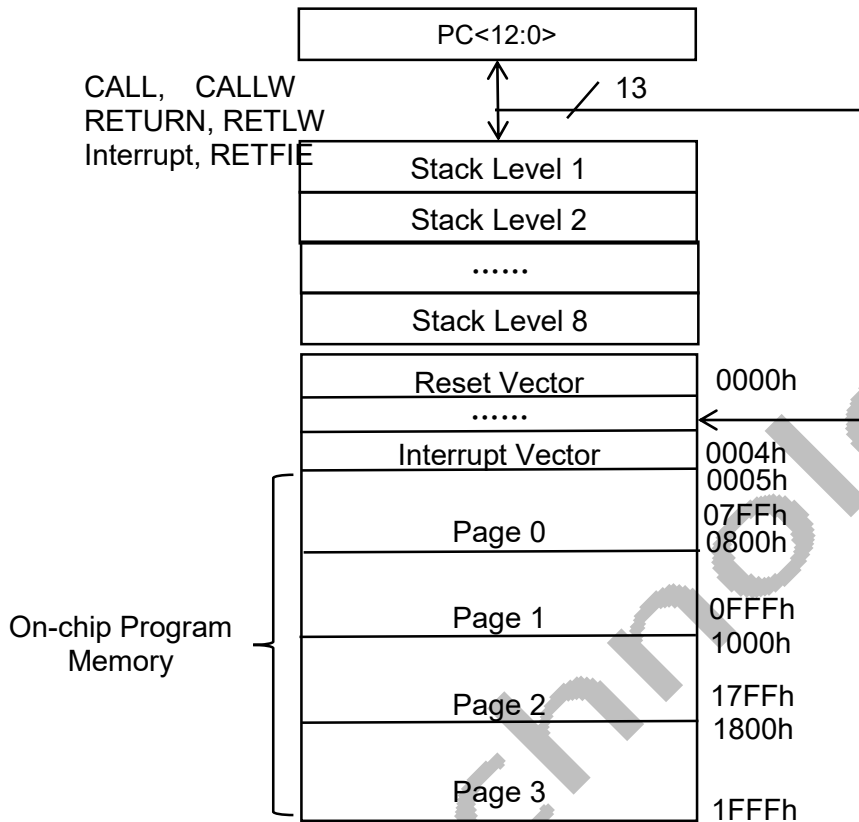 PC<12:0>
CALL, CALLW
13
RETURN, RETLW
Interrupt, RETFIE
Stack Level 1
Stack Level 2
......
Stack Level 8
Reset Vector
0000h
......
Interrupt Vector
0004h
0005h
07FFh
Page 0
0800h
Page 1
0FFFh
On-chip Program
Memory
1000h
Page 2
17FFh
1800h
Page 3
1FFFh